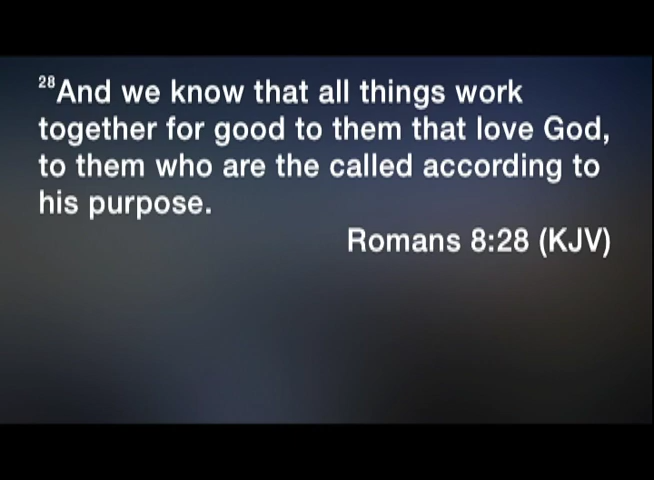 28And we know that all things work
together for good to them that love God,
to them who are the called according to
his purpose.
Romans 8:28 (KJV)